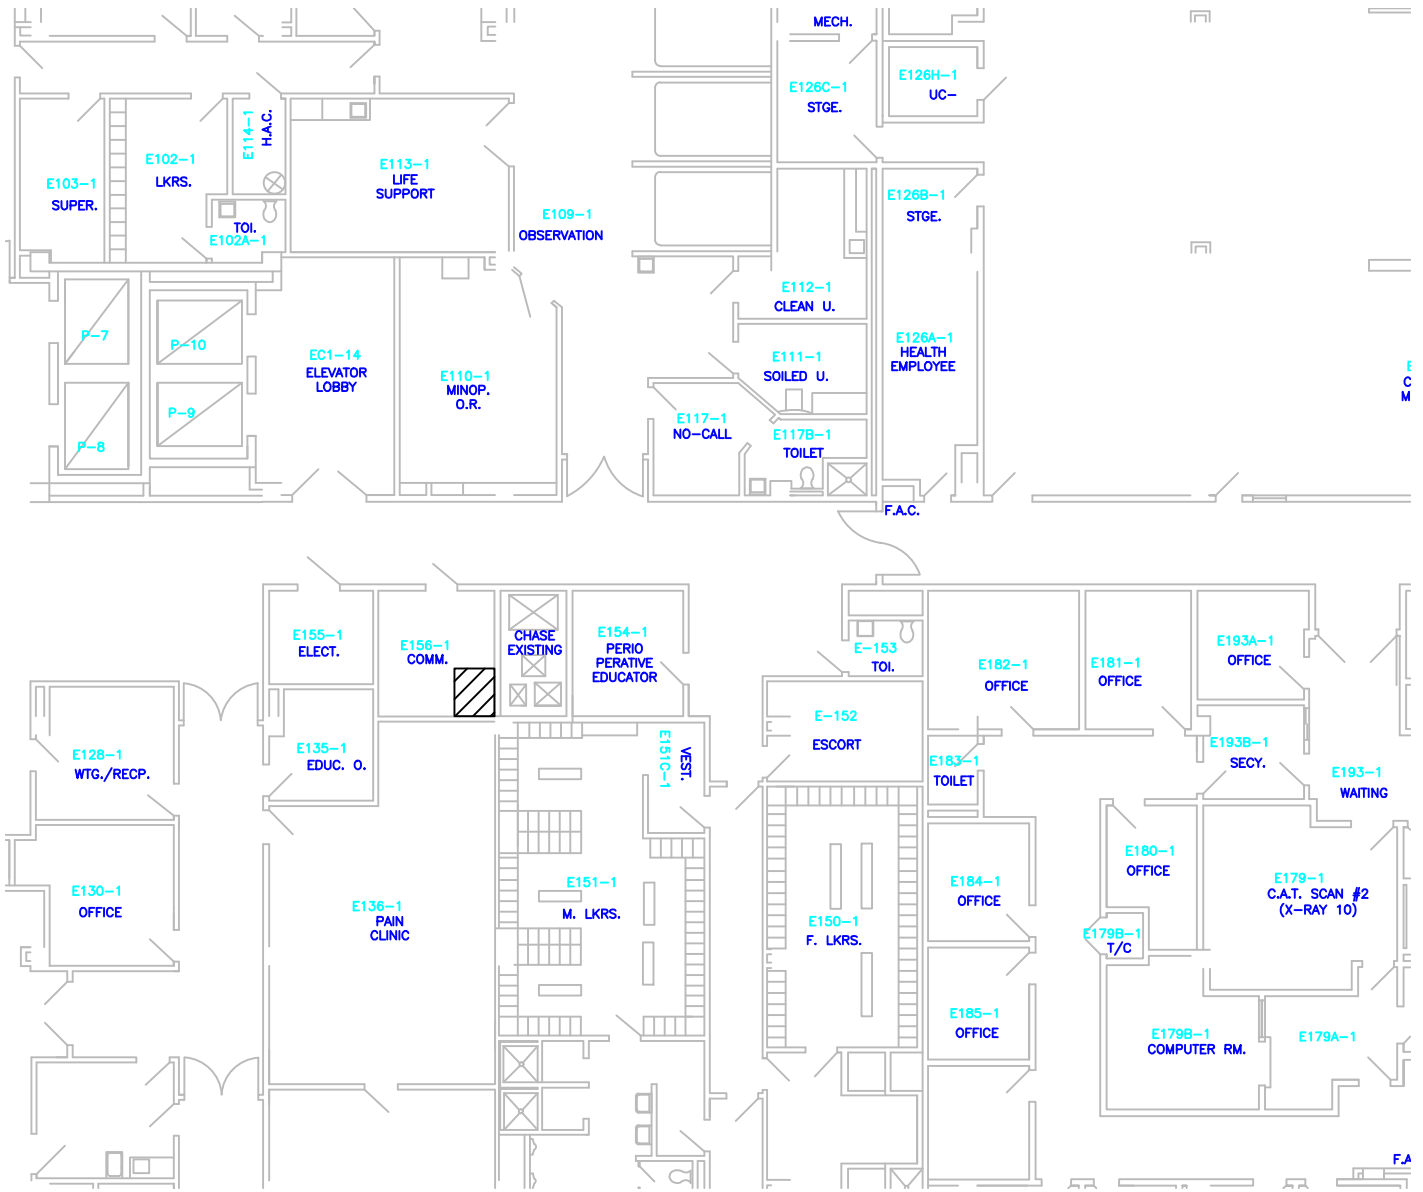 MECH.
E126C-1
STGE.
E126H-1
UC-
E114-1
H.A.C.
E102-1
LKRS.
E113-1
LIFE
SUPPORT
E103-1
SUPER.
E126B-1
STGE.
TOI.
E102A-1
E109-1
OBSERVATION
E112-1
CLEAN U.
P-7
P-10
E126A-1
HEALTH
EMPLOYEE
EC1-14
ELEVATOR
LOBBY
E111-1
SOILED U.
E110-1
MINOP.
O.R.
P-9
P-8
E117-1
NO-CALL
E117B-1
TOILET
F.A.C.
E155-1
ELECT.
E156-1
COMM.
CHASE
EXISTING
E154-1
PERIO
PERATIVE
EDUCATOR
E-153
TOI.
E182-1
OFFICE
E181-1
OFFICE
E193A-1
OFFICE
E-152
ESCORT
E128-1
WTG./RECP.
E135-1
EDUC. O.
E151C-1
VEST.
E183-1
TOILET
E193B-1
SECY.
E193-1
WAITING
E130-1
OFFICE
E136-1
PAIN
CLINIC
E151-1
M. LKRS.
E150-1
F. LKRS.
E184-1
OFFICE
E180-1
OFFICE
E179-1
C.A.T. SCAN #2
(X-RAY 10)
E179B-1
T/C
E185-1
OFFICE
E179B-1
COMPUTER RM.
E179A-1